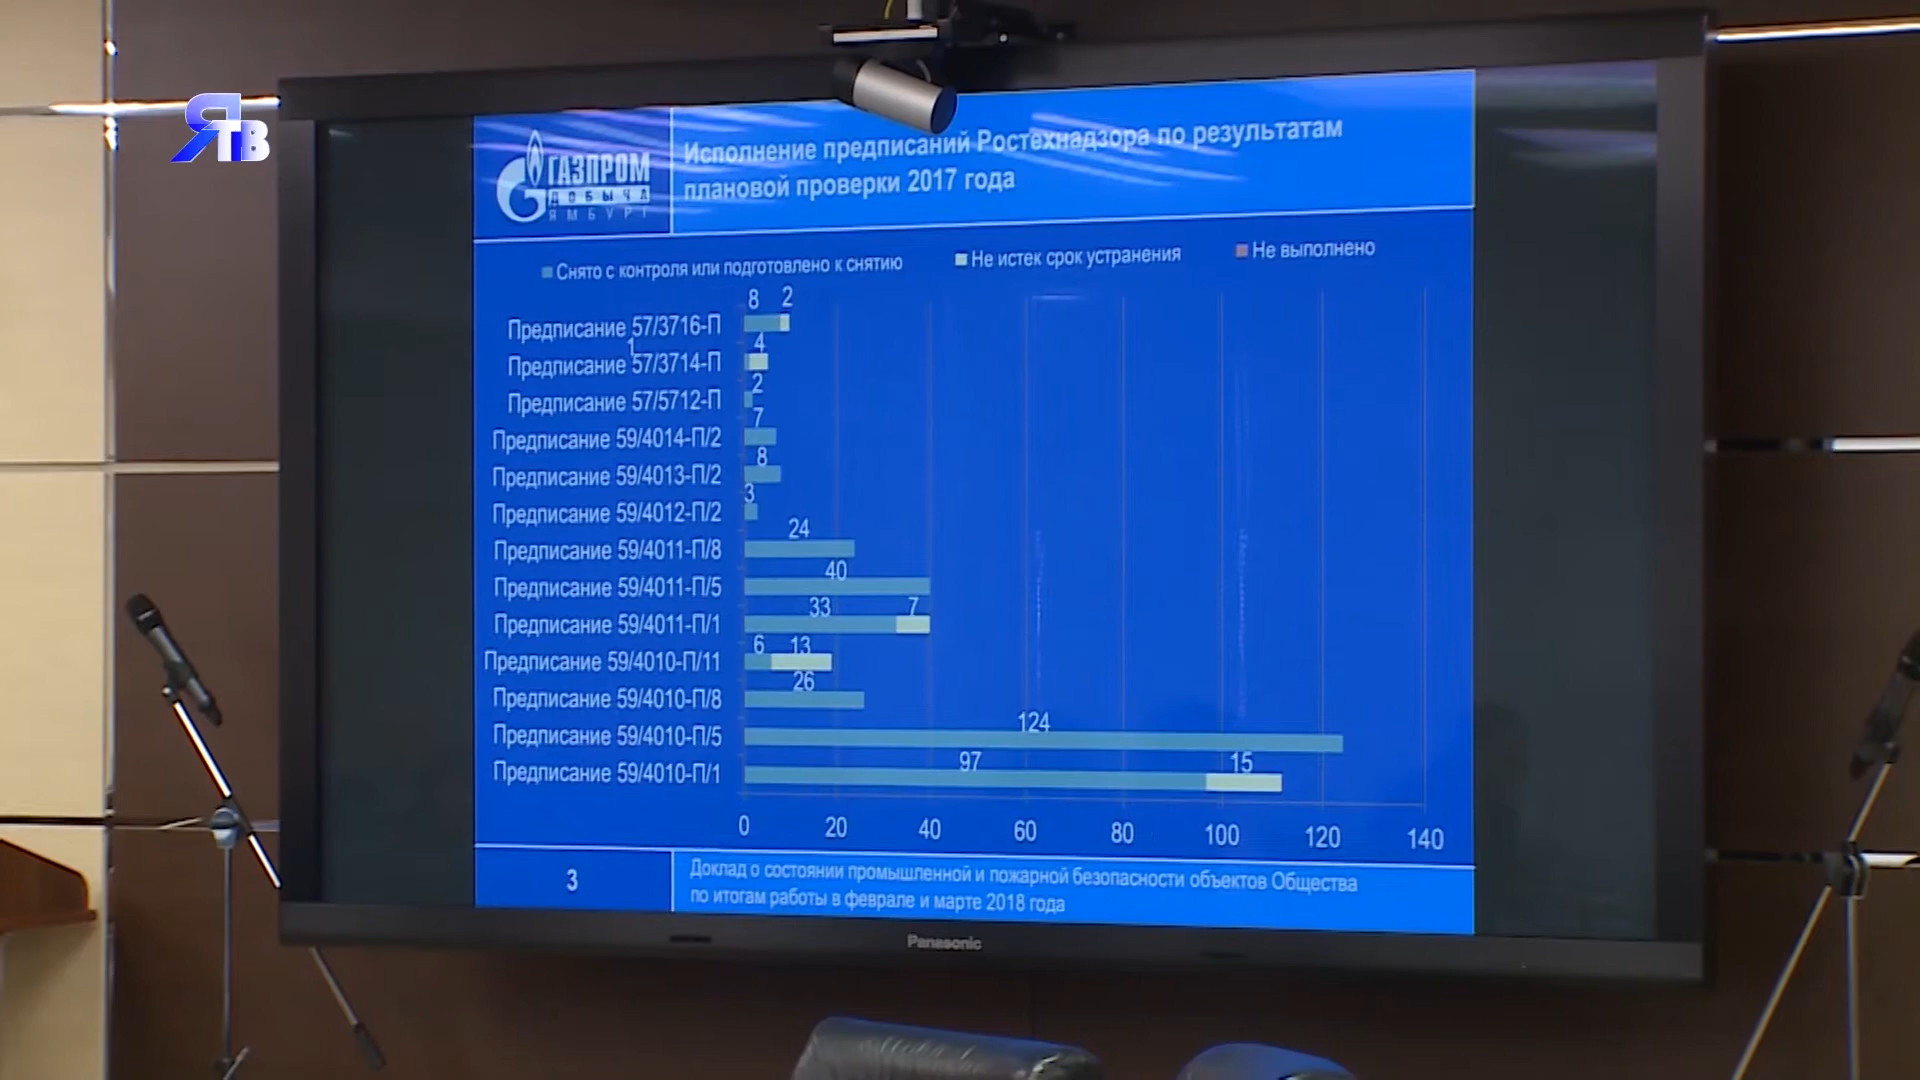 ЯТВ
ГАЗПРОМ
ДОБЫЧА
ЯМБУРГ
Исполнение предписаний Ростехнадзора по результатам
плановой проверки 2017 года
Снято с контроля или подготовлено к снятию
Не истек срок устранения
Не выполнено
8 2
Предписание 57/3716-П
1 4
Предписание 57/3714-П
2
Предписание 57/5712-П
7
Предписание 59/4014-П/2
8
Предписание 59/4013-П/2
3
Предписание 59/4012-П/2
24
Предписание 59/4011-П/8
40
Предписание 59/4011-П/5
33 7
Предписание 59/4011-П/1
6 13
Предписание 59/4010-П/11
26
Предписание 59/4010-П/8
124
Предписание 59/4010-П/5
97 15
Предписание 59/4010-П/1
0 20 40 60 80 100 120 140
3
Доклад о состоянии промышленной и пожарной безопасности объектов Общества
по итогам работы в феврале и марте 2018 года
Panasonic